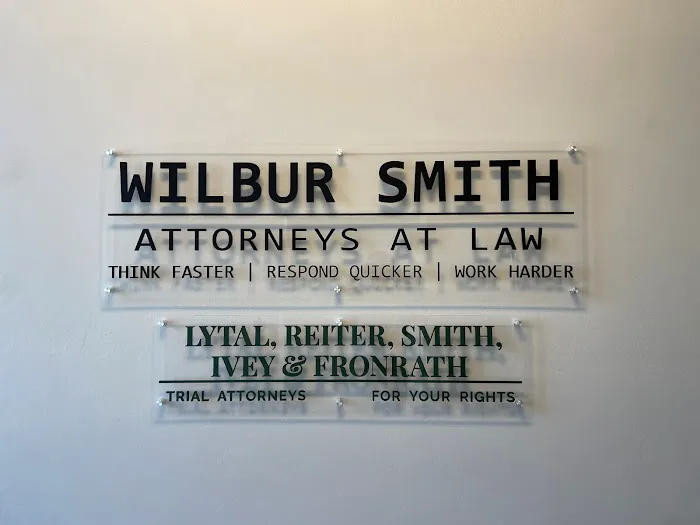 WILBUR SMITH
ATTORNEYS AT LAW
THINK FASTER | RESPOND QUICKER | WORK HARDER
LYTAL, REITER, SMITH,
IVEY & FRONRATH
TRIAL ATTORNEYS FOR YOUR RIGHTS